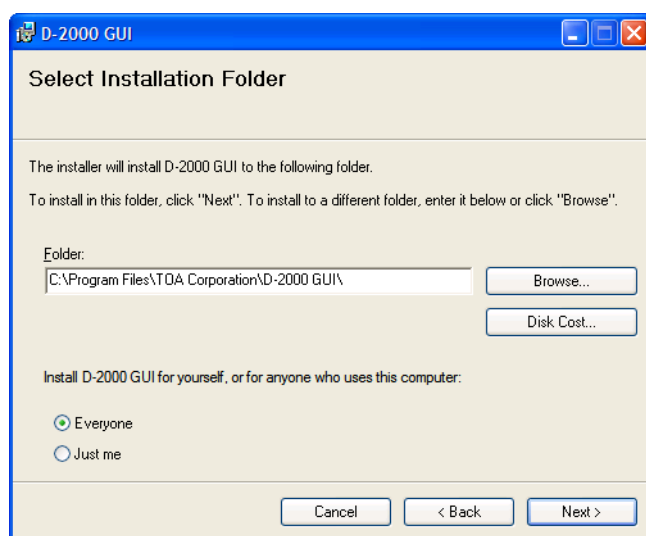 D-2000 GUI
Select Installation Folder
The installer will install D-2000 GUI to the following folder.
To install in this folder, click "Next". To install to a different folder, enter it below or click "Browse".
Folder:
C:\Program Files\TOA Corporation\D-2000 GUI\
Browse...
Disk Cost...
Install D-2000 GUI for yourself, or for anyone who uses this computer:
Everyone
Just me
Cancel
< Back
Next >